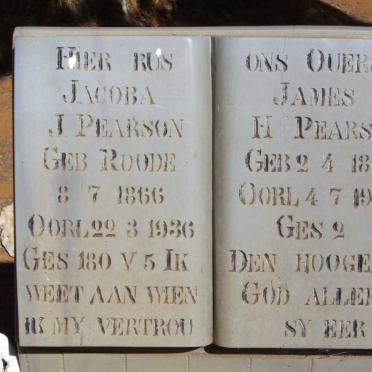 HIER RUS
JACOBA
J PEARSON
GEB ROODE
8 7 1866
OORL 22 3 1936
GES 180 V 5 IK
WEET AAN WIEN
IK MY VERTROU
ONS OUER
JAMES
H PEARS
GEB 2 4 18
OORL 4 7 19
GES 2
DEN HOOGE
GOD ALLE
SY EER